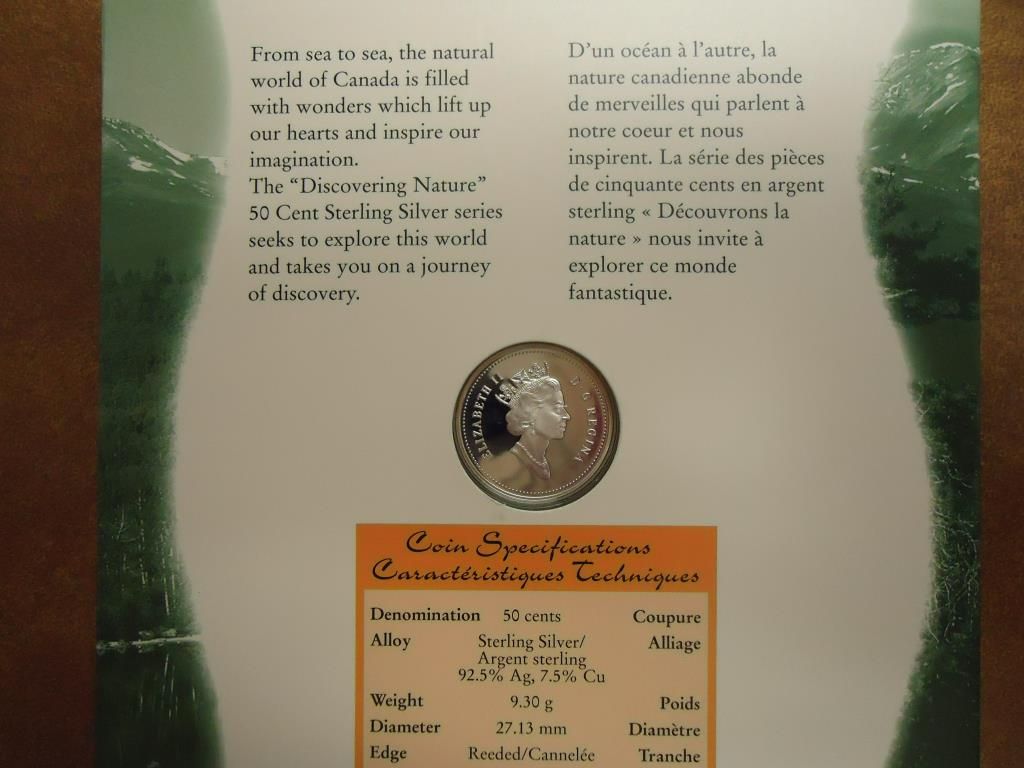 From sea to sea, the natural
world of Canada is filled
with wonders which lift up
our hearts and inspire our
imagination.
The “Discovering Nature”
50 Cent Sterling Silver series
seeks to explore this world
and takes you on a journey
of discovery.
D’un océan à l’autre, la
nature canadienne abonde
de merveilles qui parlent à
notre coeur et nous
inspirent. La série des pièces
de cinquante cents en argent
sterling « Découvrons la
nature » nous invite à
explorer ce monde
fantastique.
ELIZABETH II D G REGINA
Coin Specifications
Caractéristiques Techniques
Denomination 50 cents Coupure
Alloy Sterling Silver/ Alliage
Argent sterling
92.5% Ag, 7.5% Cu
Weight 9.30 g Poids
Diameter 27.13 mm Diamètre
Edge Reeded/Cannelée Tranche